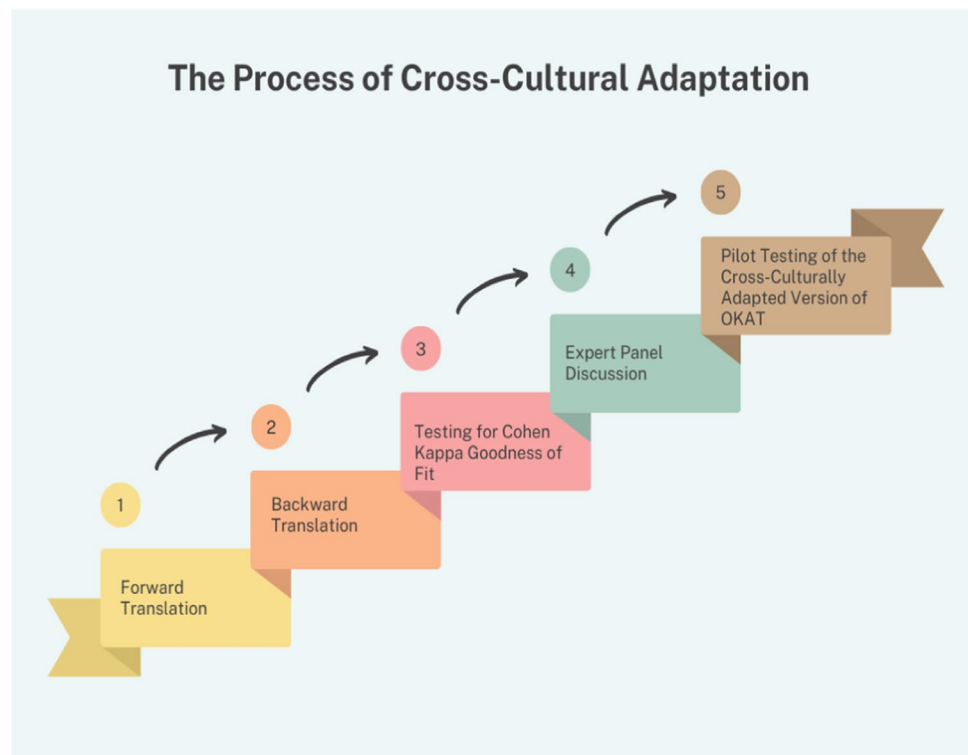 The Process of Cross-Cultural Adaptation
1
Forward
Translation
2
Backward
Translation
3
Testing for Cohen
Kappa Goodness of
Fit
4
Expert Panel
Discussion
5
Pilot Testing of the
Cross-Culturally
Adapted Version of
OKAT